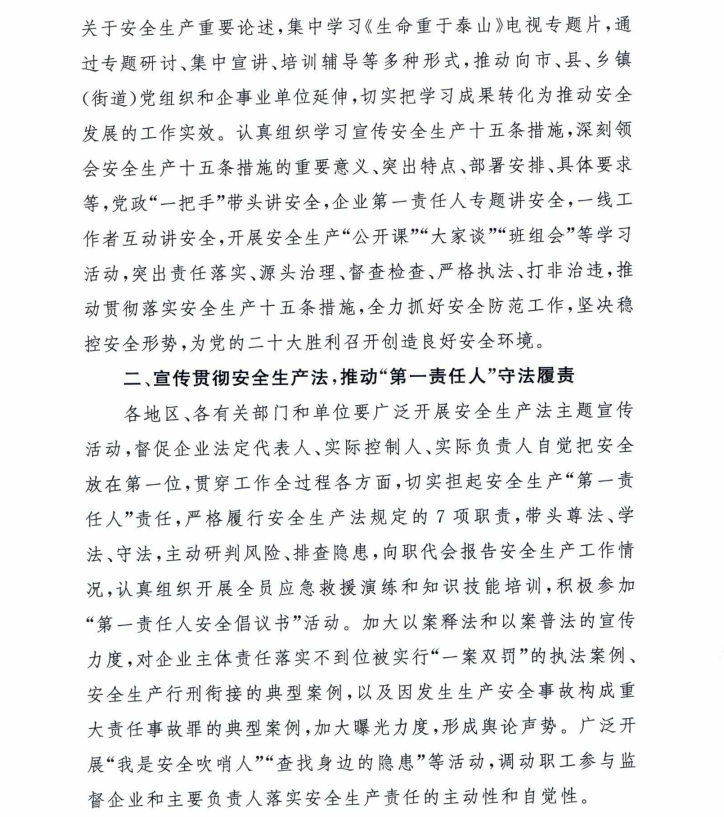 关于安全生产重要论述，集中学习《生命重于泰山》电视专题片，通
过专题研讨、集中宣讲、培训辅导等多种形式，推动向市、县、乡镇
(街道)党组织和企事业单位延伸，切实把学习成果转化为推动安全
发展的工作实效。认真组织学习宣传安全生产十五条措施，深刻领
会安全生产十五条措施的重要意义、突出特点、部署安排、具体要求
等，党政“一把手”带头讲安全，企业第一责任人专题讲安全，一线工
作者互动讲安全，开展安全生产“公开课”“大家谈”“班组会”等学习
活动，突出责任落实、源头治理、督查检查、严格执法、打非治违，推
动贯彻落实安全生产十五条措施，全力抓好安全防范工作，坚决稳
控安全形势，为党的二十大胜利召开创造良好安全环境。
二、宣传贯彻安全生产法，推动“第一责任人”守法履责
各地区、各有关部门和单位要广泛开展安全生产法主题宣传
活动，督促企业法定代表人、实际控制人、实际负责人自觉把安全
放在第一位，贯穿工作全过程各方面，切实担起安全生产“第一责
任人”责任，严格履行安全生产法规定的 7 项职责，带头尊法、学
法、守法，主动研判风险、排查隐患，向职代会报告安全生产工作情
况，认真组织开展全员应急救援演练和知识技能培训，积极参加
“第一责任人安全倡议书”活动。加大以案释法和以案普法的宣传
力度，对企业主体责任落实不到位被实行“一案双罚”的执法案例、
安全生产行刑衔接的典型案例，以及因发生生产安全事故构成重
大责任事故罪的典型案例，加大曝光力度，形成舆论声势。广泛开
展“我是安全吹哨人”“查找身边的隐患”等活动，调动职工参与监
督企业和主要负责人落实安全生产责任的主动性和自觉性。